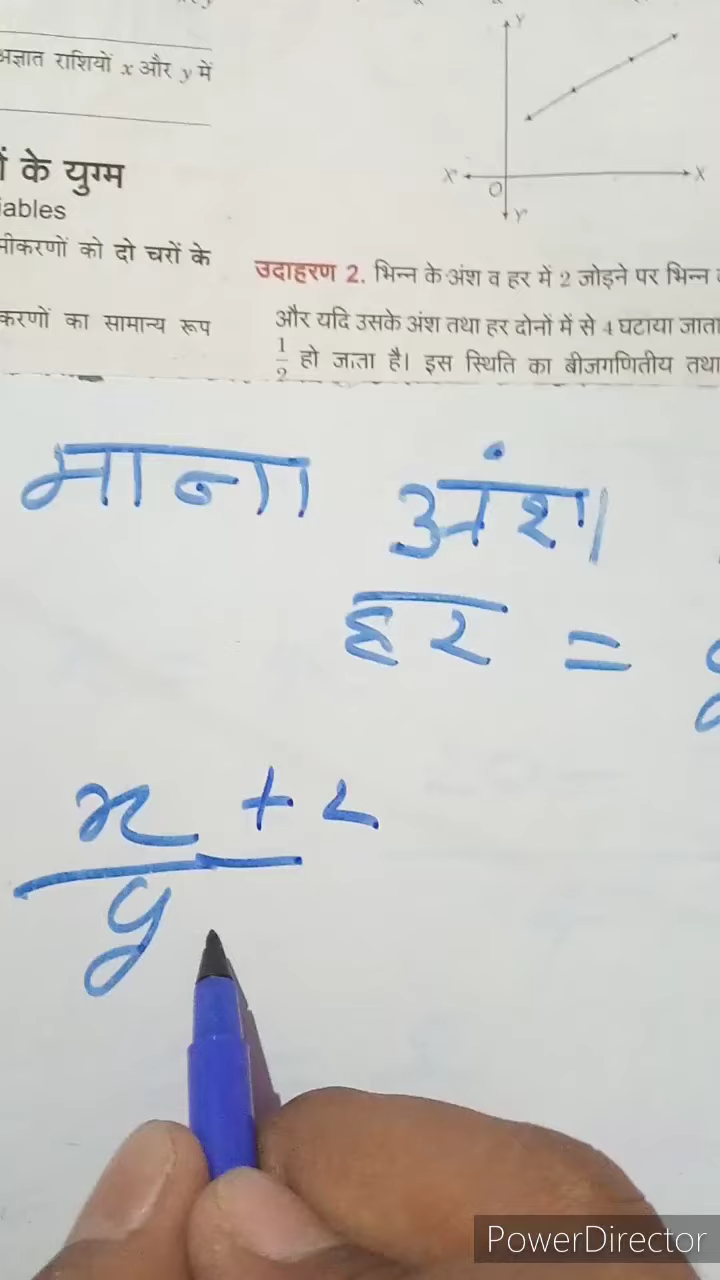 अज्ञात राशियों x और y में
के युग्म
iables
मीकरणों को दो चरों के
करणों का सामान्य रूप
Y
X' O X
Y'
उदाहरण 2. भिन्न के अंश व हर में 2 जोड़ने पर भिन्न
और यदि उसके अंश तथा हर दोनों में से 4 घटाया जाता
1/2 हो जाता है। इस स्थिति का बीजगणितीय तथा
माना अंश
हर = y
x + 2
y
PowerDirector